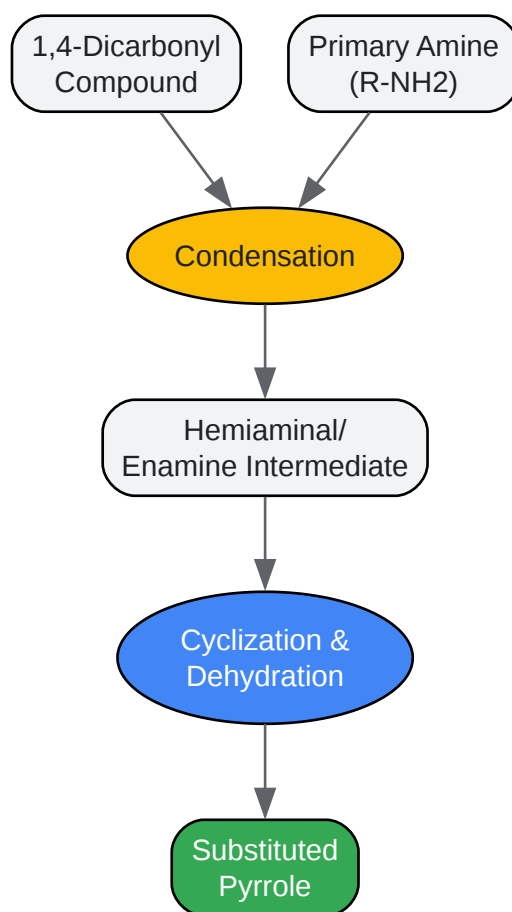 1,4-Dicarbonyl
Compound
Primary Amine
(R-NH2)
Condensation
Hemiaminal/
Enamine Intermediate
Cyclization &
Dehydration
Substituted
Pyrrole